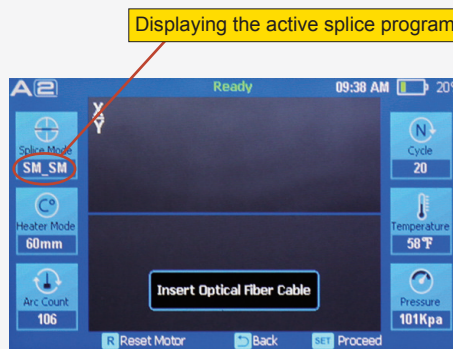 Displaying the active splice program
A2
Ready
09:38 AM
20°
X
Y
Splice Mode
SM_SM
Heater Mode
60mm
Arc Count
106
N
Cycle
20
Temperature
58°F
Pressure
101Kpa
C°
Insert Optical Fiber Cable
R Reset Motor
Back
SET Proceed